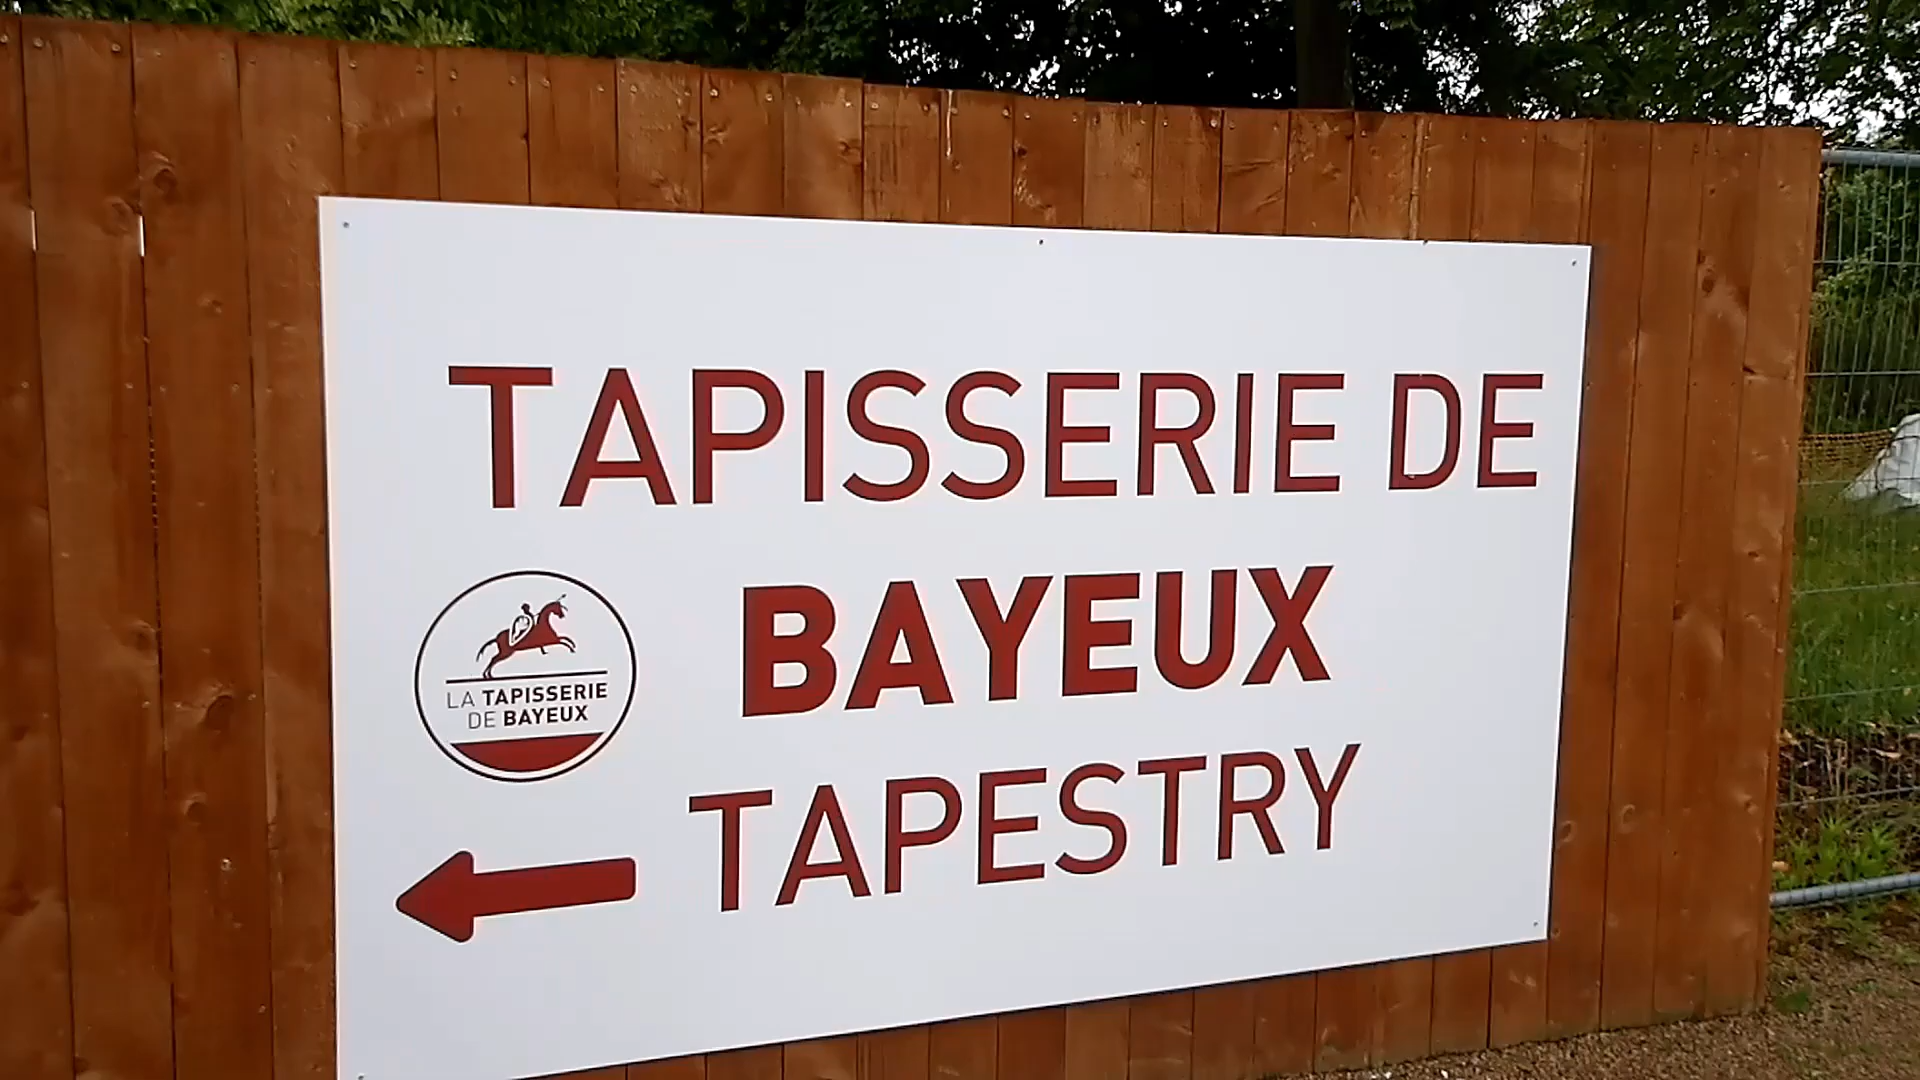 TAPISSERIE DE
BAYEUX
TAPESTRY
LA TAPISSERIE
DE BAYEUX